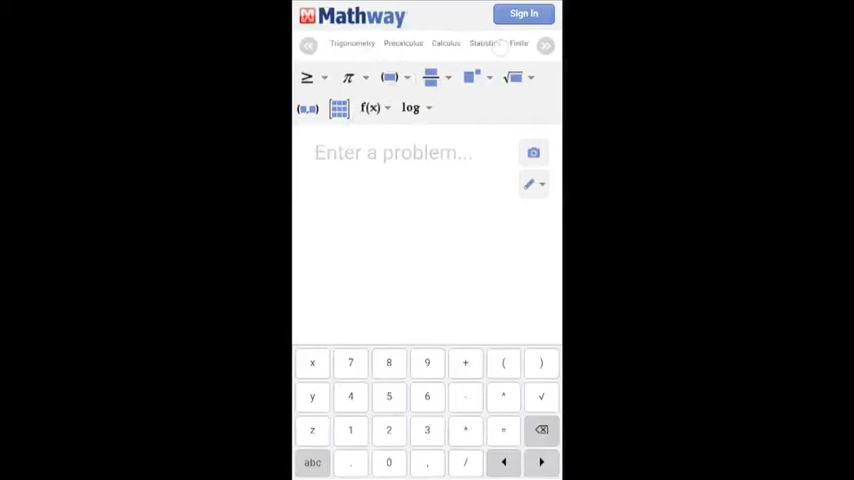 Mathway
Sign In
Trigonometry Precalculus Calculus Statistics Finite
≥ π (■) √
(■,■) f(x) log
Enter a problem...
x 7 8 9 + ( )
y 4 5 6 - ^ √
z 1 2 3 * =
abc . 0 , /